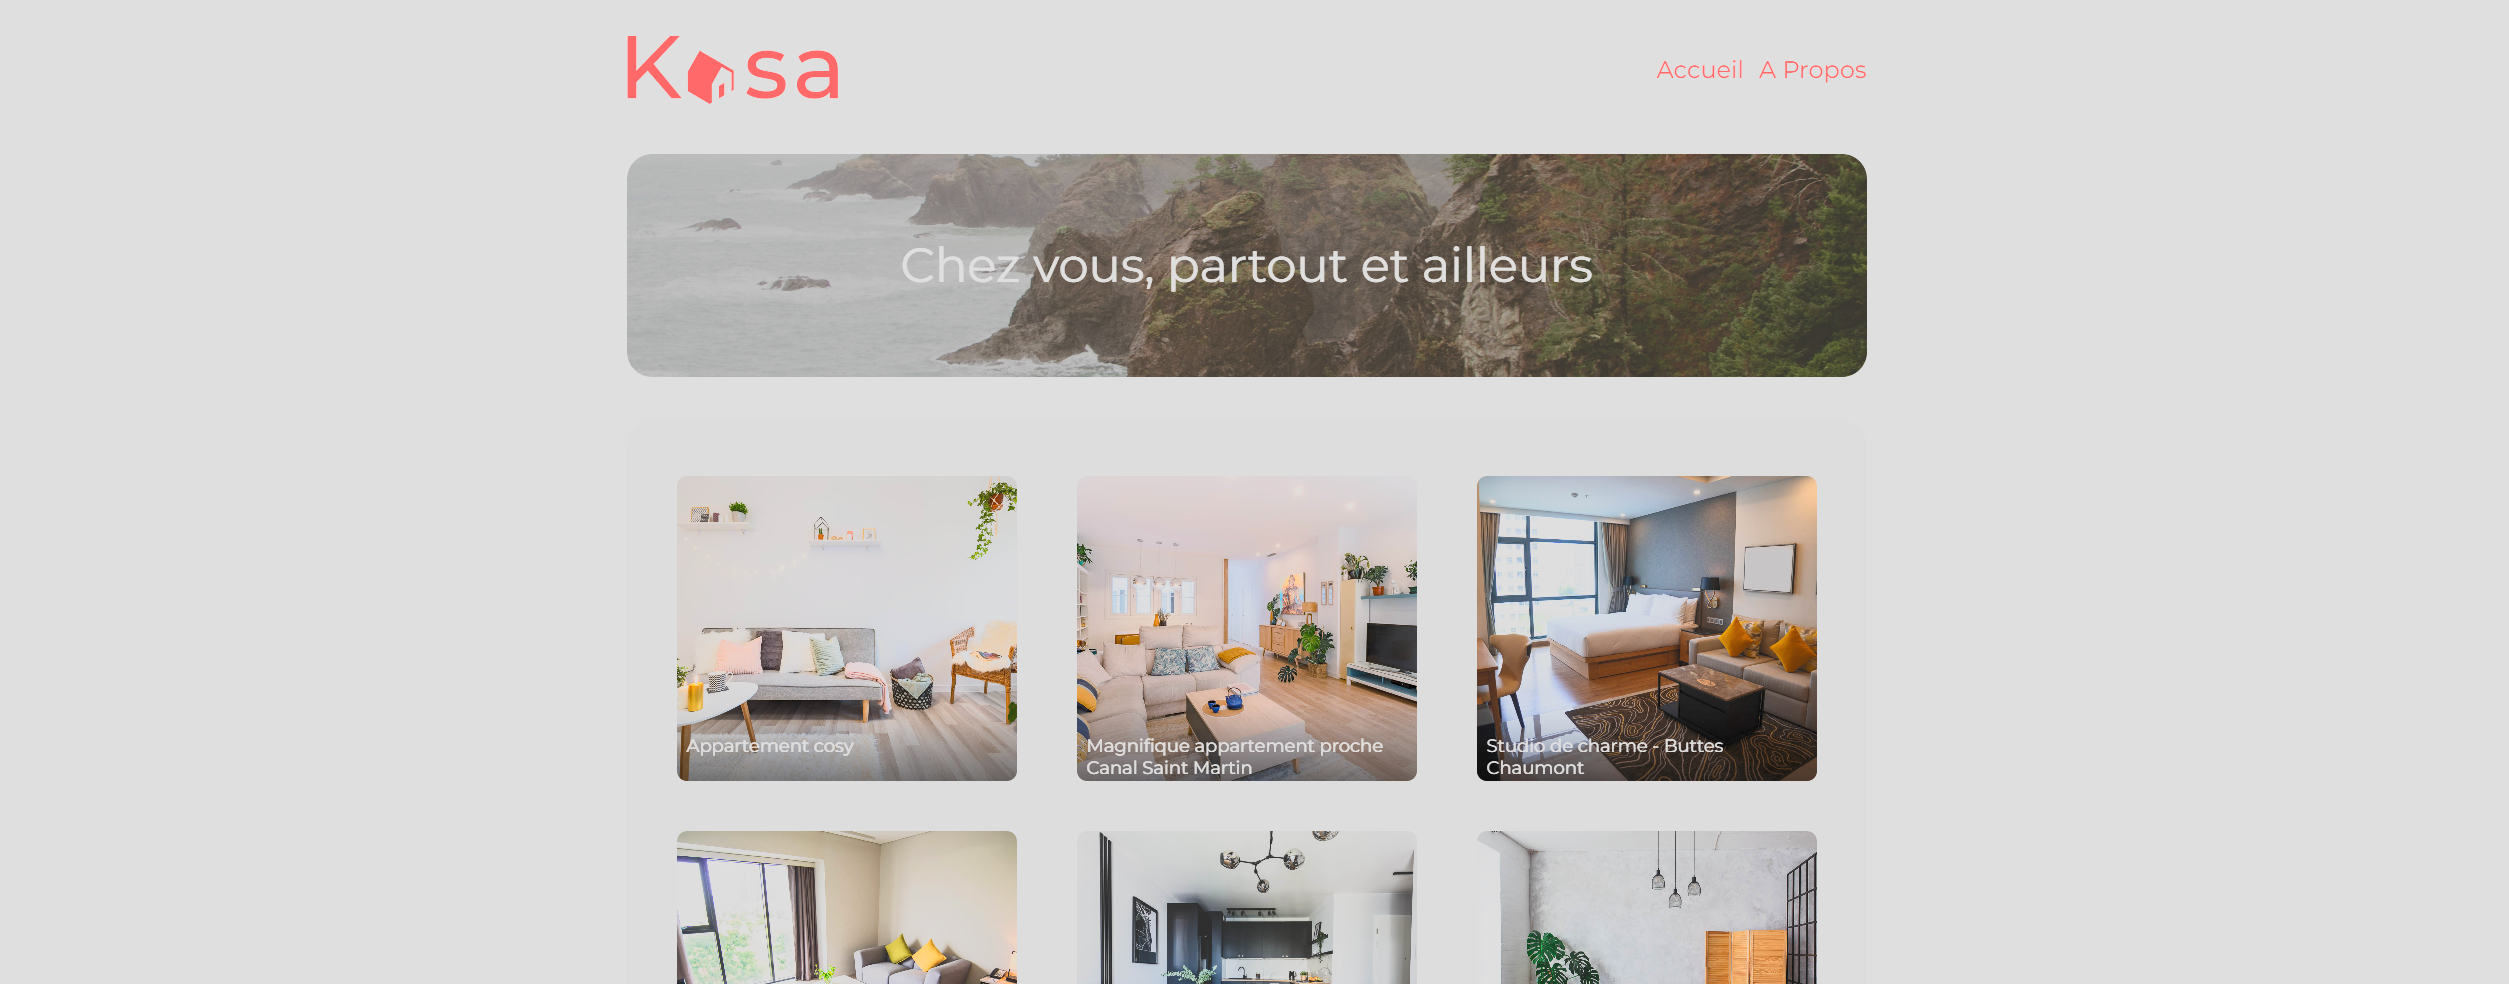 Kasa
Accueil A Propos
Chez vous, partout et ailleurs
Appartement cosy
Magnifique appartement proche
Canal Saint Martin
Studio de charme - Buttes
Chaumont